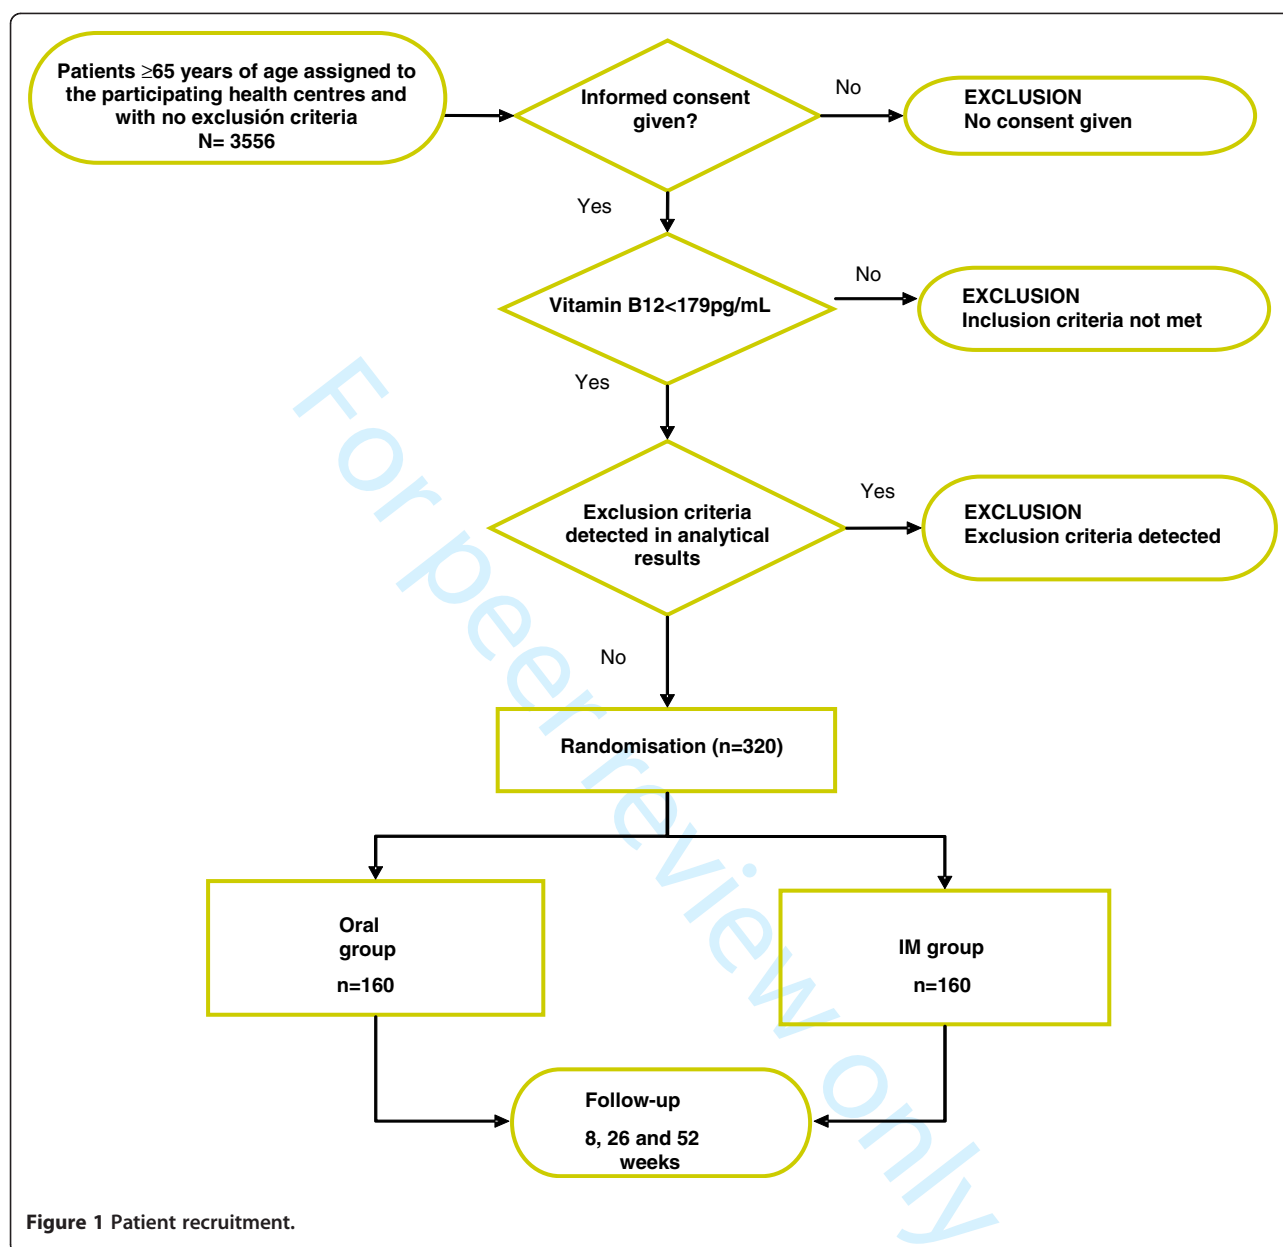 Patients ≥65 years of age assigned to
the participating health centres and
with no exclusión criteria
N= 3556
Informed consent
given?
No
EXCLUSION
No consent given
Yes
Vitamin B12<179pg/mL
No
EXCLUSION
Inclusion criteria not met
Yes
Exclusion criteria
detected in analytical
results
Yes
EXCLUSION
Exclusion criteria detected
No
Randomisation (n=320)
Oral
group
n=160
IM group
n=160
Follow-up
8, 26 and 52
weeks
For peer review only
Figure 1 Patient recruitment.